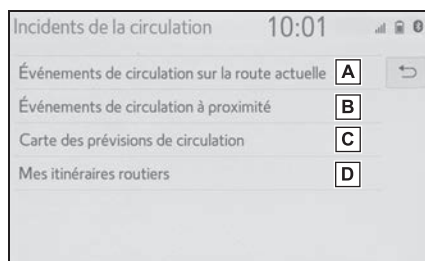 Incidents de la circulation 10:01
Événements de circulation sur la route actuelle A
Événements de circulation à proximité B
Carte des prévisions de circulation C
Mes itinéraires routiers D